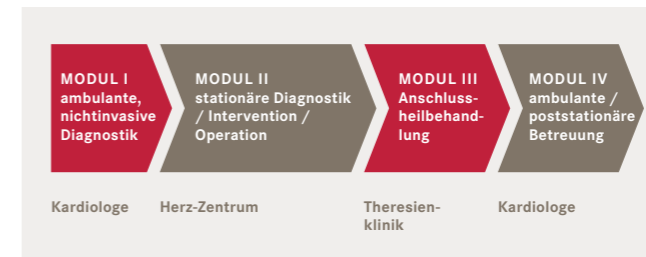 MODUL I
ambulante,
nichtinvasive
Diagnostik
MODUL II
stationäre Diagnostik
/ Intervention /
Operation
MODUL III
Anschluss-
heilbehand-
lung
MODUL IV
ambulante /
poststationäre
Betreuung
Kardiologe
Herz-Zentrum
Theresien-
klinik
Kardiologe